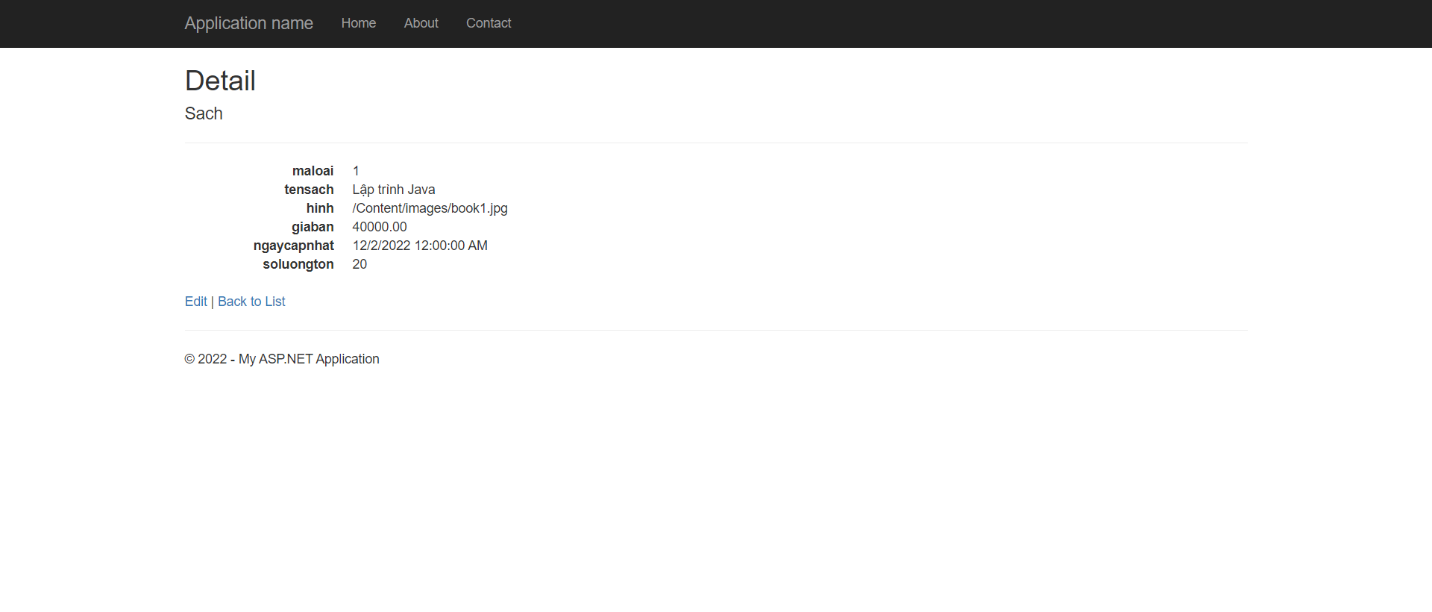 Application name Home About Contact
Detail
Sach
maloai 1
tensach Lập trình Java
hinh /Content/images/book1.jpg
giaban 40000.00
ngaycapnhat 12/2/2022 12:00:00 AM
soluongton 20
Edit | Back to List
© 2022 - My ASP.NET Application